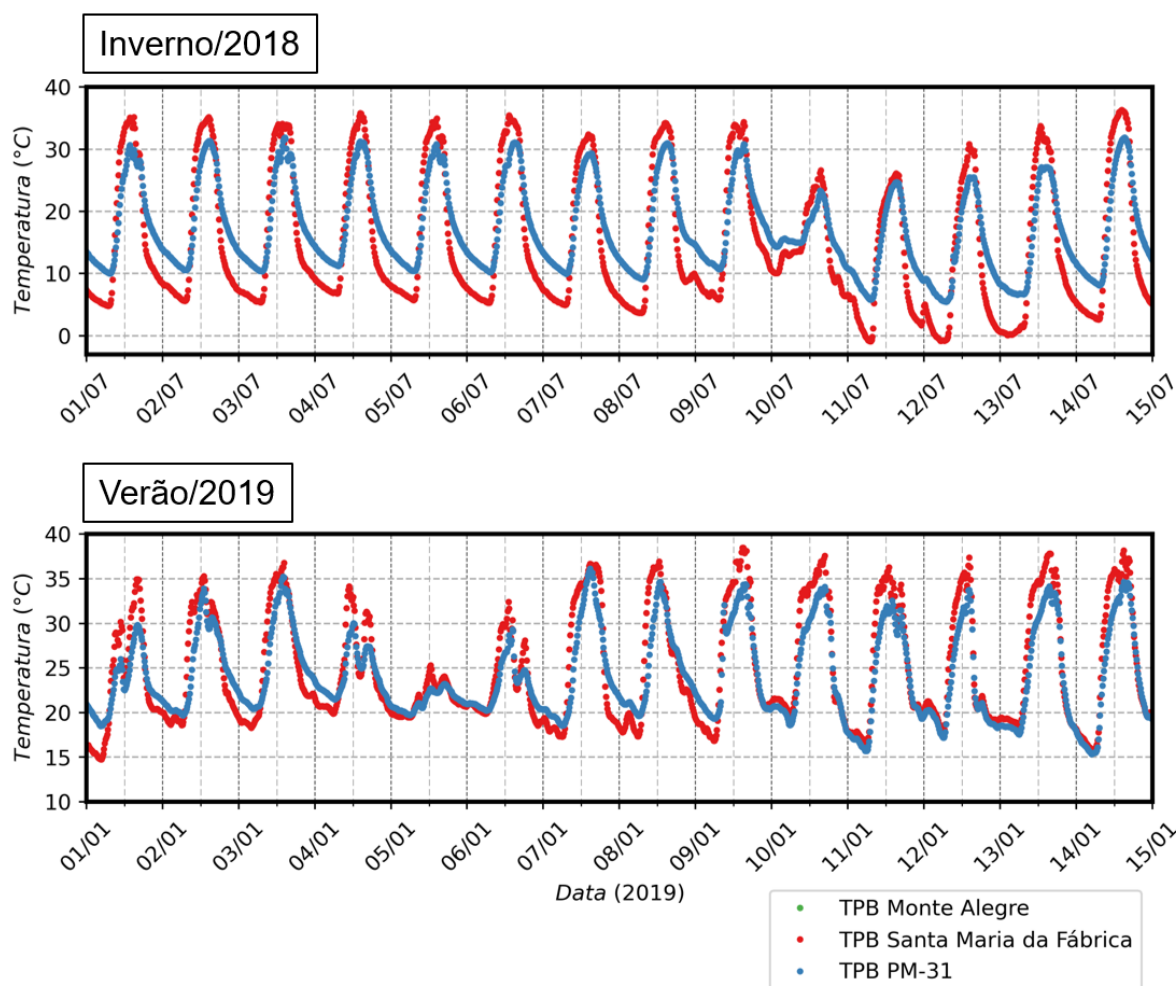 Inverno/2018
40
30
20
10
0
Temperatura (°C)
01/07 02/07 03/07 04/07 05/07 06/07 07/07 08/07 09/07 10/07 11/07 12/07 13/07 14/07 15/07
Verão/2019
40
35
30
25
20
15
10
Temperatura (°C)
01/01 02/01 03/01 04/01 05/01 06/01 07/01 08/01 09/01 10/01 11/01 12/01 13/01 14/01 15/01
Data (2019)
TPB Monte Alegre
TPB Santa Maria da Fábrica
TPB PM-31